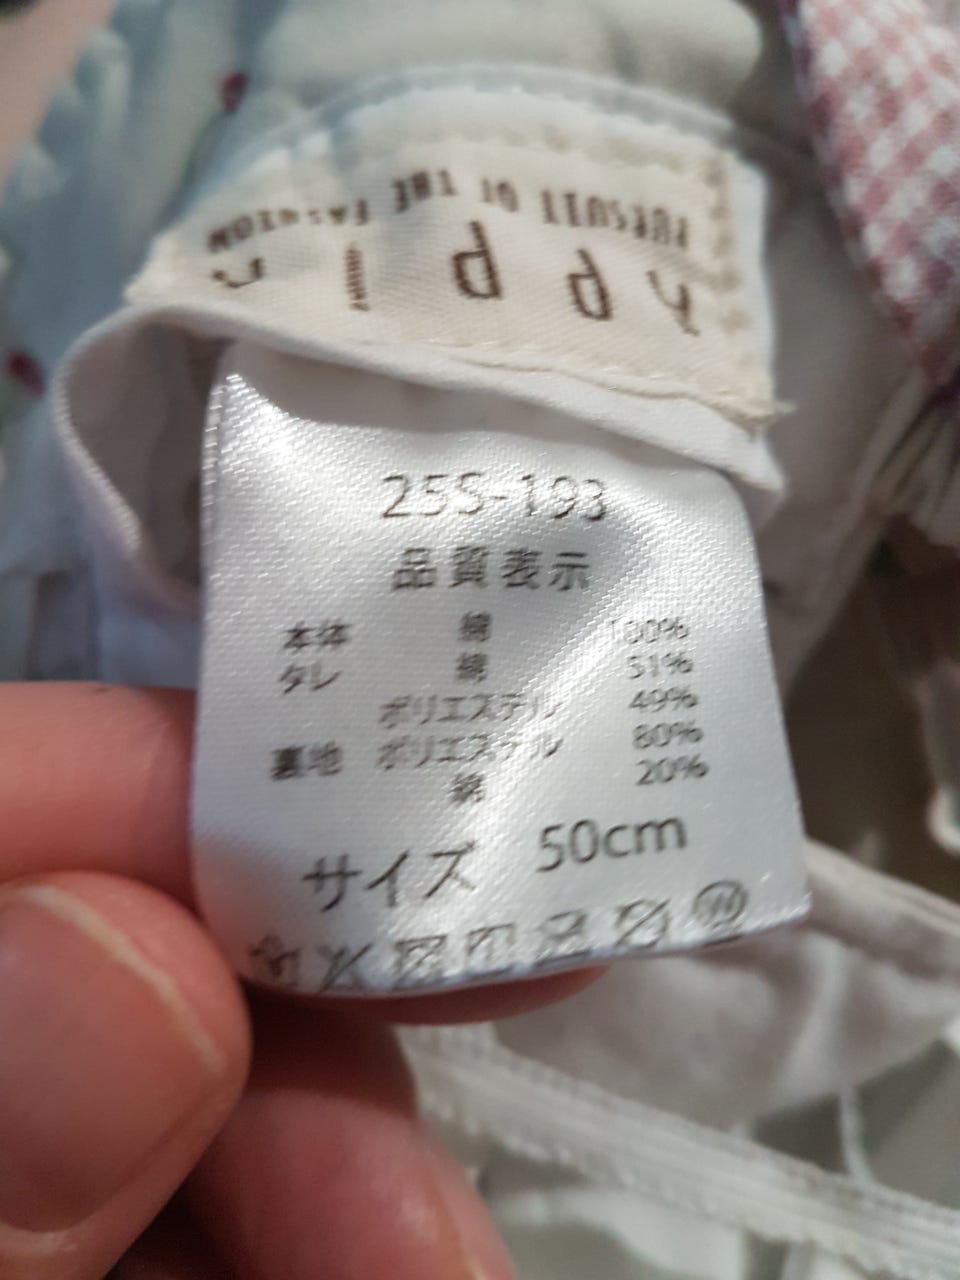 PURSUIT OF THE FASHION
255-193
品質表示
本体 綿 100%
タレ 綿 51%
ポリエステル 49%
裏地 ポリエステル 80%
綿 20%
サイズ 50cm
W